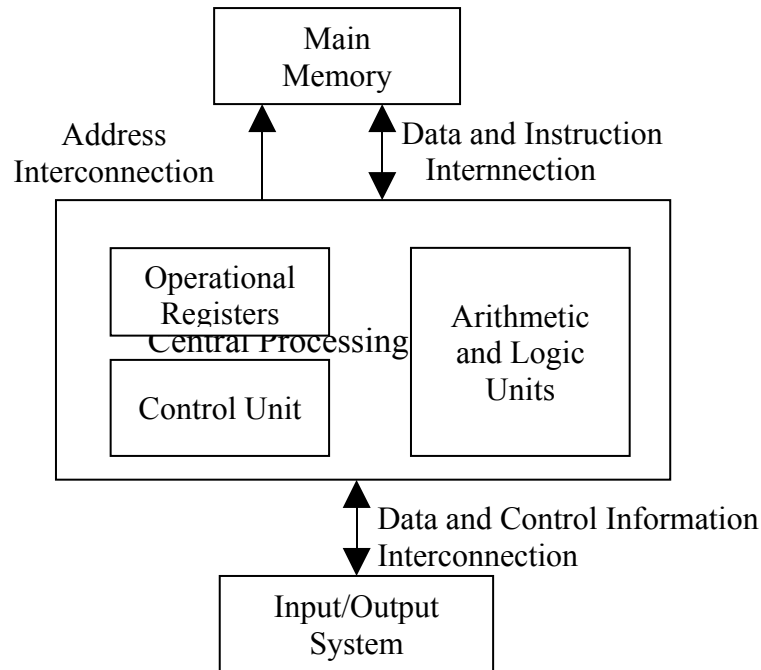 Main
Memory
Address
Interconnection
Data and Instruction
Internnection
Operational
Registers
Central Processing
Control Unit
Arithmetic
and Logic
Units
Data and Control Information
Interconnection
Input/Output
System